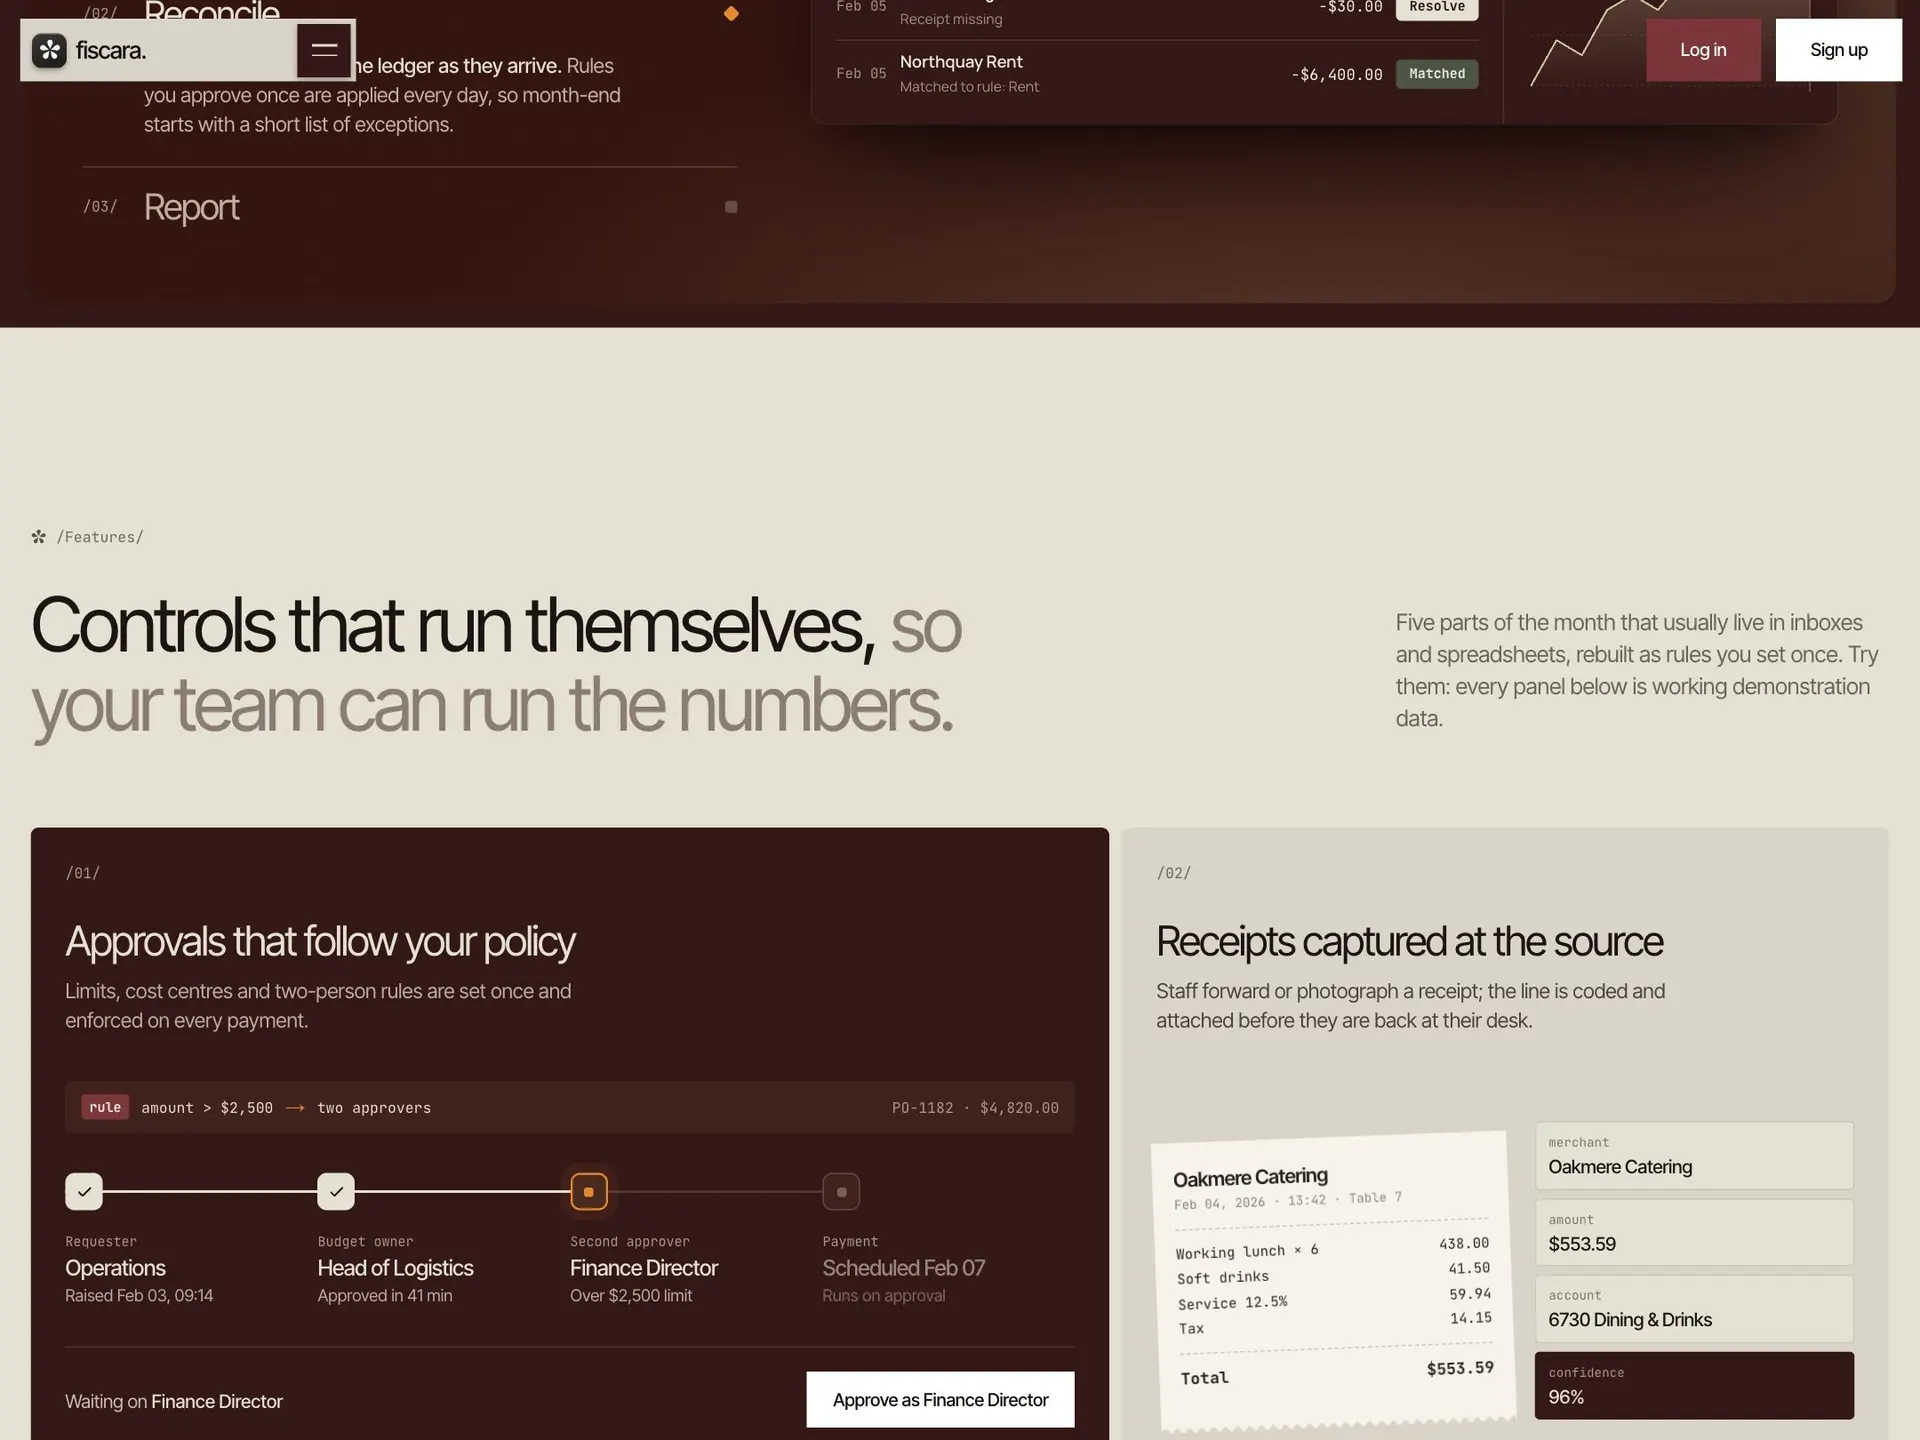 /02/ Reconcile
fiscara.
he ledger as they arrive. Rules
you approve once are applied every day, so month-end
starts with a short list of exceptions.
/03/ Report
Feb 05 -$30.00 Resolve
Receipt missing
Feb 05 Northquay Rent -$6,400.00 Matched
Matched to rule: Rent
Log in
Sign up
/Features/
Controls that run themselves, so
your team can run the numbers.
Five parts of the month that usually live in inboxes
and spreadsheets, rebuilt as rules you set once. Try
them: every panel below is working demonstration
data.
/01/
Approvals that follow your policy
Limits, cost centres and two-person rules are set once and
enforced on every payment.
rule amount > $2,500 → two approvers PO-1182 · $4,820.00
Requester
Operations
Raised Feb 03, 09:14
Budget owner
Head of Logistics
Approved in 41 min
Second approver
Finance Director
Over $2,500 limit
Payment
Scheduled Feb 07
Runs on approval
Waiting on Finance Director
Approve as Finance Director
/02/
Receipts captured at the source
Staff forward or photograph a receipt; the line is coded and
attached before they are back at their desk.
Oakmere Catering
Feb 04, 2026 · 13:42 · Table 7
Working lunch × 6 438.00
Soft drinks 41.50
Service 12.5% 59.94
Tax 14.15
Total $553.59
merchant
Oakmere Catering
amount
$553.59
account
6730 Dining & Drinks
confidence
96%